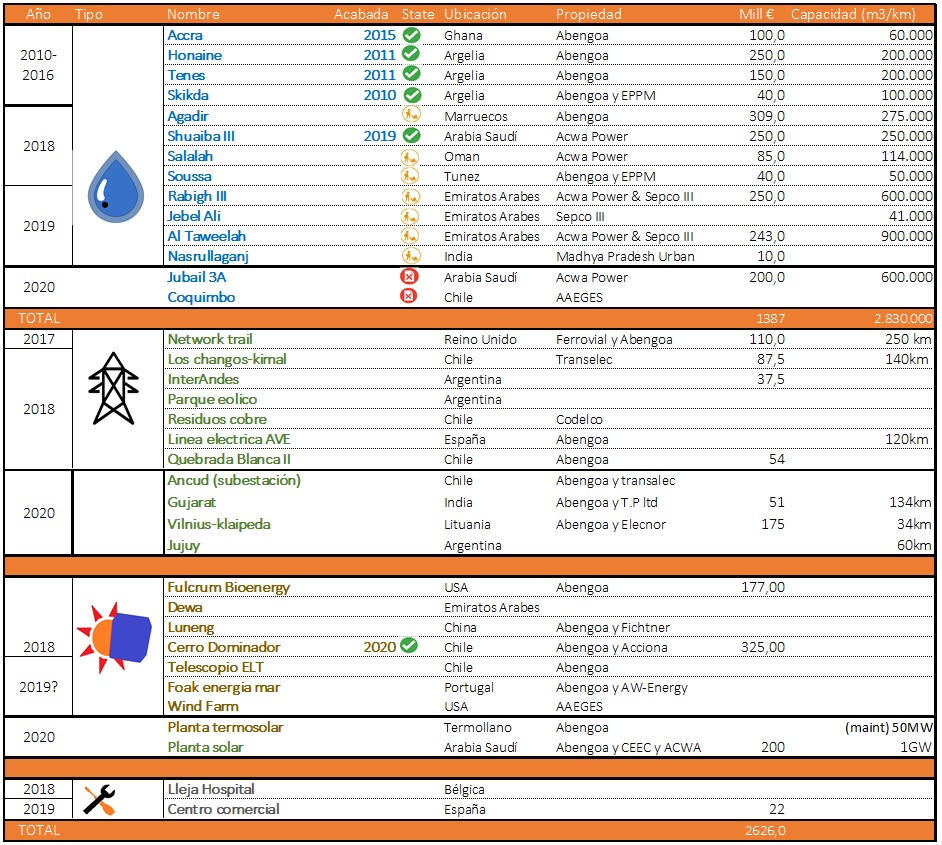 Año Tipo Nombre Acabada State Ubicación Propiedad Mill € Capacidad (m3/km)
2010-2016
Accra 2015 Ghana Abengoa 100,0 60.000
Honaine 2011 Argelia Abengoa 250,0 200.000
Tenes 2011 Argelia Abengoa 150,0 200.000
Skikda 2010 Argelia Abengoa y EPPM 40,0 100.000
2018
Agadir Marruecos Abengoa 309,0 275.000
Shuaiba III 2019 Arabia Saudí Acwa Power 250,0 250.000
Salalah Oman Acwa Power 85,0 114.000
Soussa Tunez Abengoa y EPPM 40,0 50.000
2019
Rabigh III Emiratos Arabes Acwa Power & Sepco III 250,0 600.000
Jebel Ali Emiratos Arabes Sepco III 41.000
Al Taweelah Emiratos Arabes Acwa Power & Sepco III 243,0 900.000
Nasrullaganj India Madhya Pradesh Urban 10,0
2020
Jubail 3A Arabia Saudí Acwa Power 200,0 600.000
Coquimbo Chile AAEGES
TOTAL 1387 2.830.000
2017 Network trail Reino Unido Ferrovial y Abengoa 110,0 250 km
2018
Los changos-kimal Chile Transelec 87,5 140km
InterAndes Argentina 37,5
Parque eolico Argentina
Residuos cobre Chile Codelco
Linea electrica AVE España Abengoa 120km
Quebrada Blanca II Chile Abengoa 54
2020
Ancud (subestación) Chile Abengoa y transalec
Gujarat India Abengoa y T.P ltd 51 134km
Vilnius-klaipeda Lituania Abengoa y Elecnor 175 34km
Jujuy Argentina 60km
Fulcrum Bioenergy USA Abengoa 177,00
Dewa Emiratos Arabes
Luneng China Abengoa y Fichtner
2018 Cerro Dominador 2020 Chile Abengoa y Acciona 325,00
Telescopio ELT Chile Abengoa
2019? Foak energia mar Portugal Abengoa y AW-Energy
Wind Farm USA AAEGES
2020
Planta termosolar Termollano Abengoa (maint) 50MW
Planta solar Arabia Saudí Abengoa y CEEC y ACWA 200 1GW
2018 Lleja Hospital Bélgica
2019 Centro comercial España 22
TOTAL 2626,0